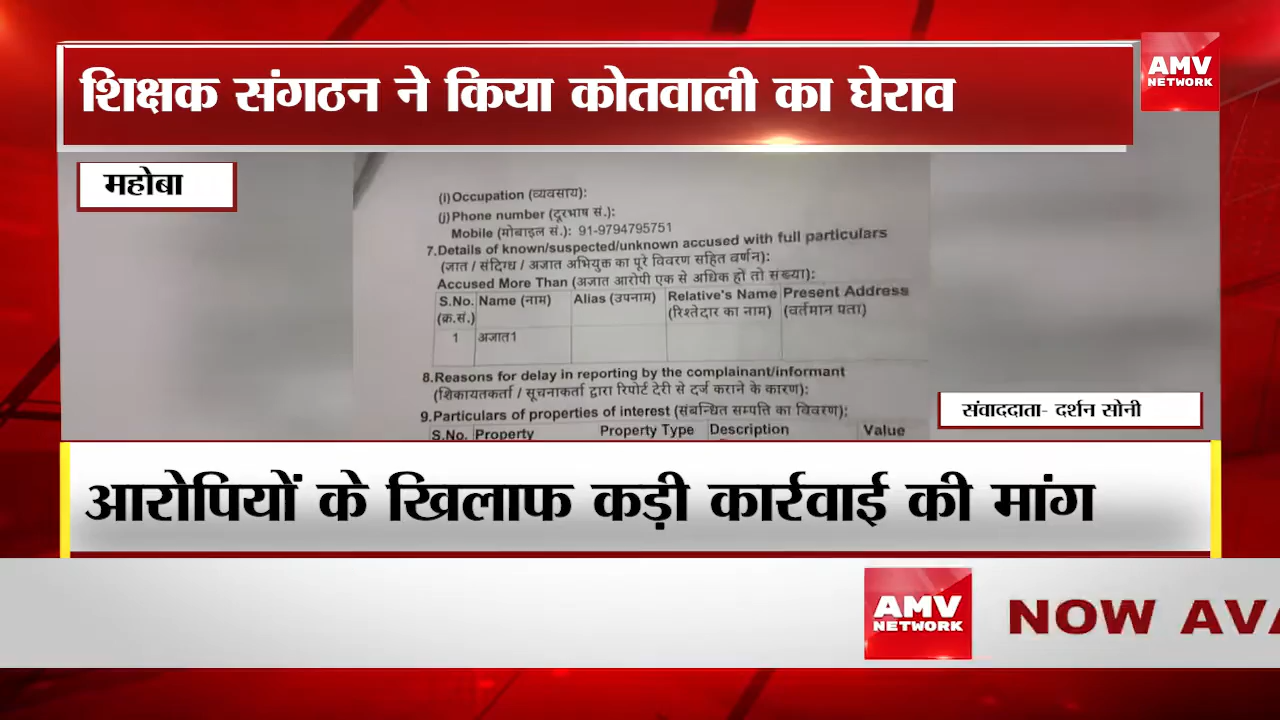 शिक्षक संगठन ने किया कोतवाली का घेराव
AMV
NETWORK
महोबा
(i) Occupation (व्यवसाय):
(j) Phone number (दूरभाष सं.):
Mobile (मोबाइल सं.): 91-9794795751
7.Details of known/suspected/unknown accused with full particulars
(ज्ञात / संदिग्ध / अज्ञात अभियुक्त का पूरे विवरण सहित वर्णन):
Accused More Than (अज्ञात आरोपी एक से अधिक हों तो संख्या):
S.No. Name (नाम) Alias (उपनाम) Relative's Name Present Address
(क्र.सं.) (रिश्तेदार का नाम) (वर्तमान पता)
1 अज्ञात1
8.Reasons for delay in reporting by the complainant/informant
(शिकायतकर्ता / सूचनाकर्ता द्वारा रिपोर्ट देरी से दर्ज कराने के कारण):
9.Particulars of properties of interest (संबन्धित सम्पत्ति का विवरण):
S.No. Property Property Type Description Value
संवाददाता- दर्शन सोनी
आरोपियों के खिलाफ कड़ी कार्रवाई की मांग
AMV
NETWORK
NOW AVA